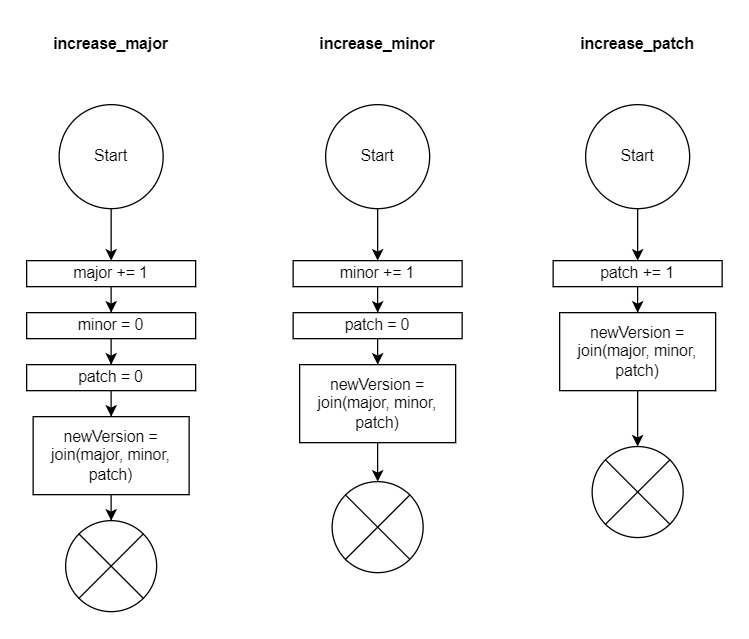 increase_major
Start
major += 1
minor = 0
patch = 0
newVersion =
join(major, minor,
patch)
increase_minor
Start
minor += 1
patch = 0
newVersion =
join(major, minor,
patch)
increase_patch
Start
patch += 1
newVersion =
join(major, minor,
patch)